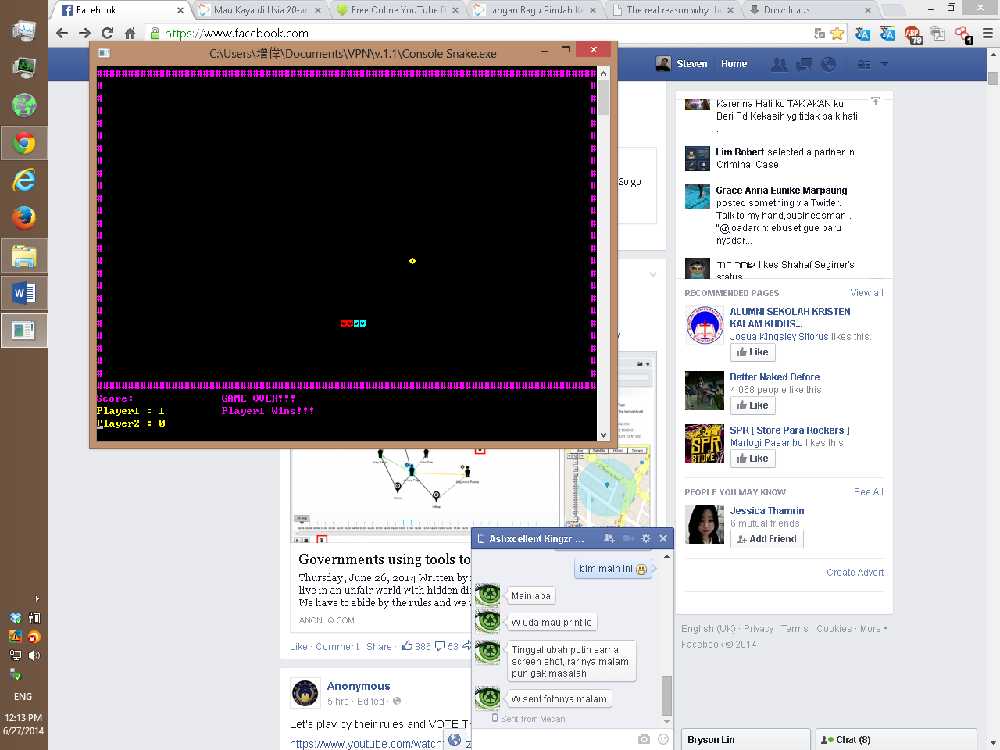 Facebook
Mau Kaya di Usia 20-an
Free Online YouTube D
Jangan Ragu Pindah Ke
The real reason why the
Downloads
https://www.facebook.com
C:\Users\增偉\Documents\VPN\v.1.1\Console Snake.exe
Steven
Home
Karenna Hati ku TAK AKAN ku
Beri Pd Kekasih yg tidak baik hati
:
Lim Robert selected a partner in
Criminal Case.
Grace Anria Eunike Marpaung
posted something via Twitter.
Talk to my hand,businessman-.-
"@joadarch: ebuset gue baru
nyadar...
שחר דוד likes Shahaf Seginer's
status.
So go
Score:
GAME OVER!!!
Player1 : 1
Player1 Wins!!!
Player2 : 0
RECOMMENDED PAGES
View all
ALUMNI SEKOLAH KRISTEN
KALAM KUDUS...
Josua Kingsley Sitorus likes this.
Like
Better Naked Before
4,068 people like this.
Like
SPR [ Store Para Rockers ]
Martogi Pasaribu likes this.
Like
PEOPLE YOU MAY KNOW
See All
Jessica Thamrin
6 mutual friends
Add Friend
Create Advert
English (UK) · Privacy · Terms · Cookies · More
Facebook © 2014
Home
Office
Map
Satellite
Hybrid
Terrain
8
Governments using tools to
Thursday, June 26, 2014 Written by:
live in an unfair world with hidden di
We have to abide by the rules and we
ANONHQ.COM
Like · Comment · Share ·
886
53
Anonymous
5 hrs · Edited ·
Let's play by their rules and VOTE TH
https://www.youtube.com/watch
Ashxcellent Kingzr ...
blm main ini
Main apa
W uda mau print lo
Tinggal ubah putih sama
screen shot, rar nya malam
pun gak masalah
W sent fotonya malam
Sent from Medan
Bryson Lin
Chat (8)
ABP
79
1
ENG
12:13 PM
6/27/2014